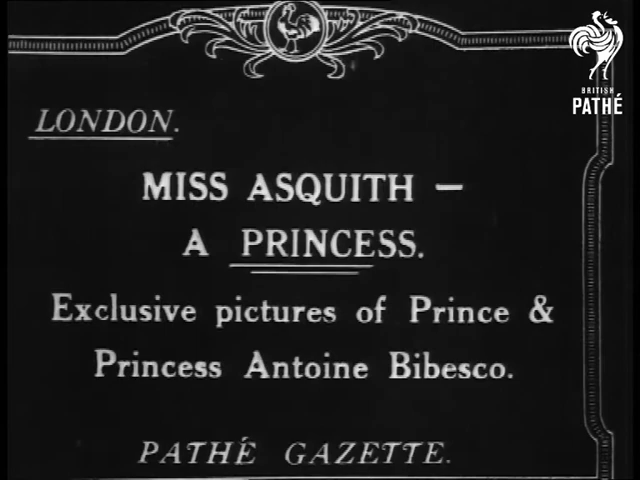 BRITISH
PATHÉ
LONDON.
MISS ASQUITH —
A PRINCESS.
Exclusive pictures of Prince &
Princess Antoine Bibesco.
PATHÉ GAZETTE.